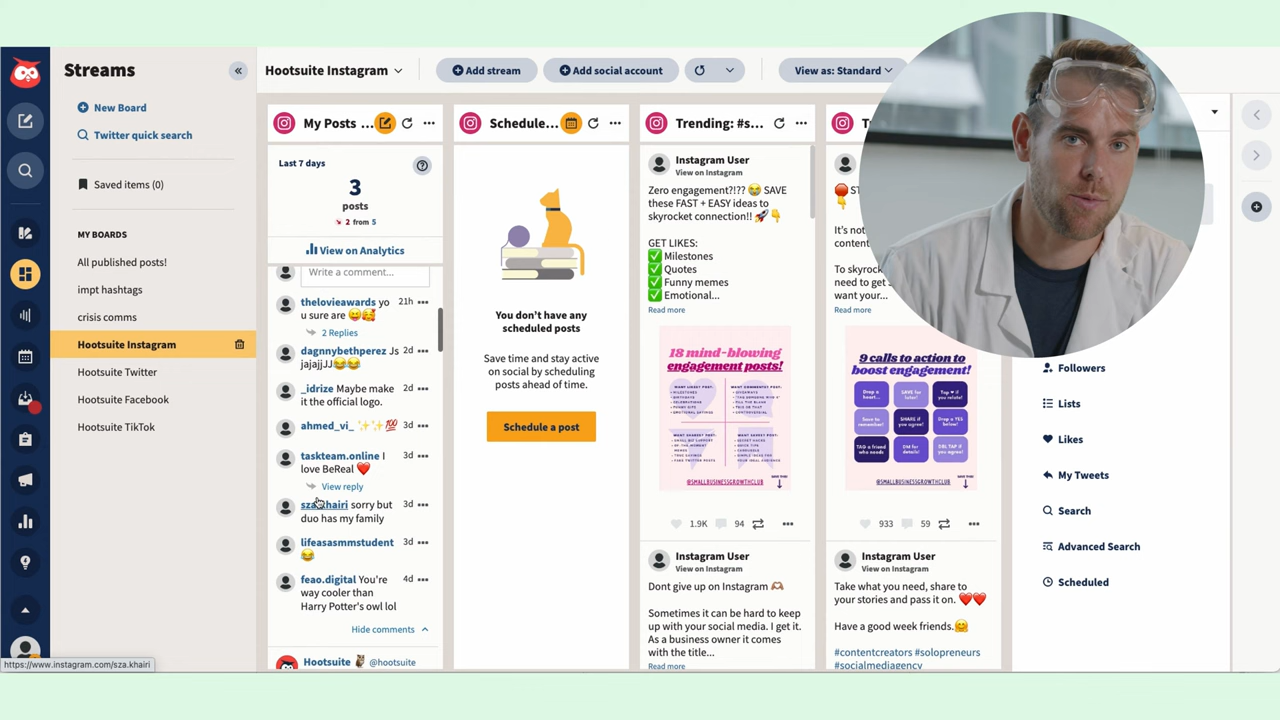 Streams
«
New Board
Twitter quick search
Saved items (0)
MY BOARDS
All published posts!
impt hashtags
crisis comms
Hootsuite Instagram
Hootsuite Twitter
Hootsuite Facebook
Hootsuite TikTok
https://www.instagram.com/sza.khairi
Hootsuite Instagram
Add stream
Add social account
View as: Standard
My Posts ...
Last 7 days
3
posts
2 from 5
View on Analytics
Write a comment...
thelovieawards yo 21h
u sure are 😛🥰
2 Replies
dagnnybethperez Js 2d
jajajjJJ😂😂
_idrize Maybe make 2d
it the official logo.
ahmed_vi_ ✨✨💯 3d
taskteam.online I 3d
love BeReal ❤️
View reply
sza.khairi sorry but 3d
duo has my family
lifeasasmmstudent 3d
😂
feao.digital You're 4d
way cooler than
Harry Potter's owl lol
Hide comments
Hootsuite 🦉 @hootsuite
Schedule...
You don't have any
scheduled posts
Save time and stay active
on social by scheduling
posts ahead of time.
Schedule a post
Trending: #s...
Instagram User
View on Instagram
Zero engagement?!?? 😭 SAVE
these FAST + EASY ideas to
skyrocket connection!! 🚀👇
GET LIKES:
✅ Milestones
✅ Quotes
✅ Funny memes
✅ Emotional...
Read more
18 mind-blowing
engagement posts!
@SMALLBUSINESSGROWTHCLUB
1.9K 94
Instagram User
View on Instagram
Dont give up on Instagram 🫶🏽
Sometimes it can be hard to keep
up with your social media. I get it.
As a business owner it comes
with the title...
Read more
It's not
content
To skyrock
need to get
want your...
Read more
9 calls to action to
boost engagement!
@SMALLBUSINESSGROWTHCLUB
933 59
Instagram User
View on Instagram
Take what you need, share to
your stories and pass it on. ❤️❤️
Have a good week friends.🤗
#contentcreators #solopreneurs
#socialmediagency
Followers
Lists
Likes
My Tweets
Search
Advanced Search
Scheduled